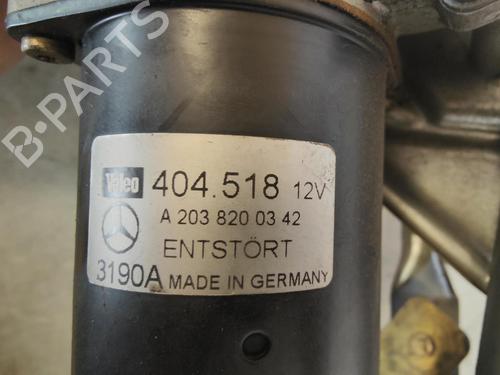 B-PARTS
Valeo 404.518 12V
A 203 820 03 42
ENTSTÖRT
3190A MADE IN GERMANY